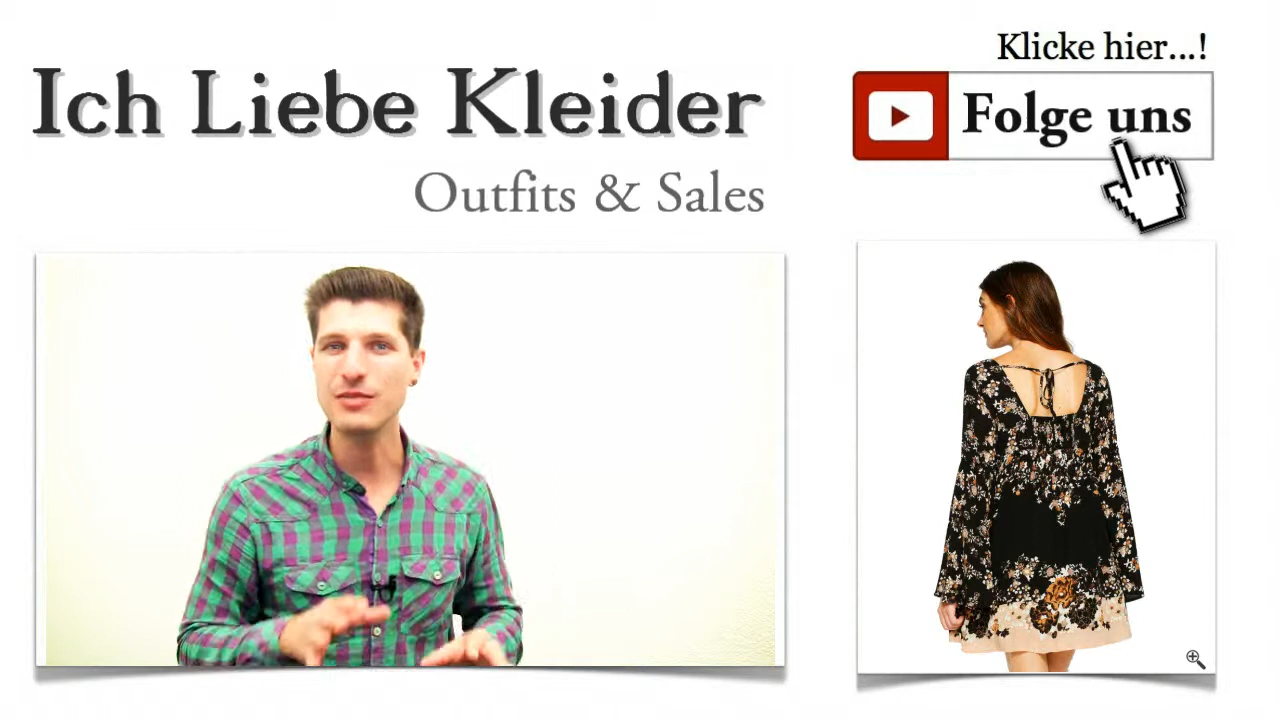 Ich Liebe Kleider
Outfits & Sales
Klicke hier...!
Folge uns